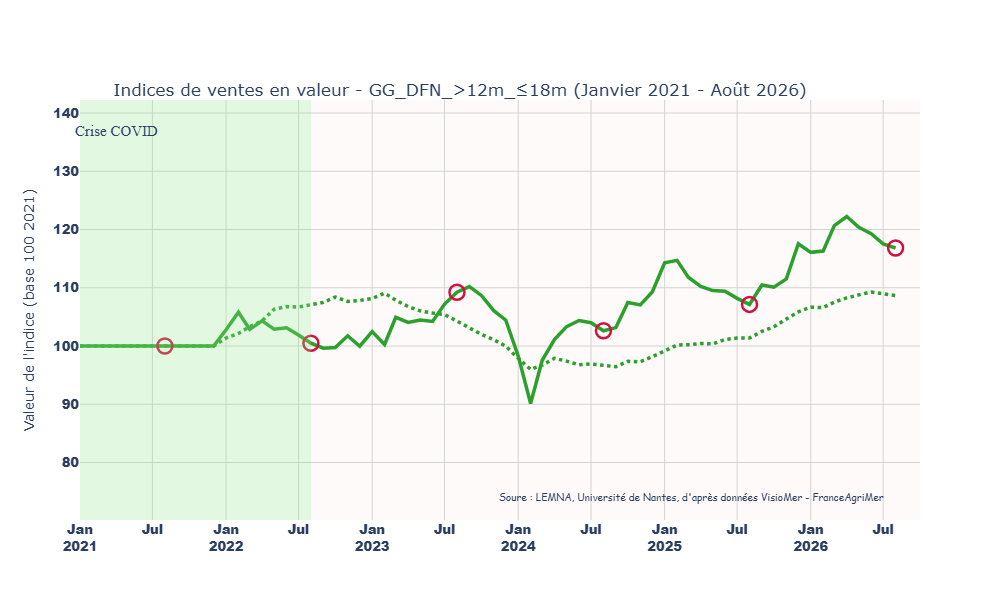 Indices de ventes en valeur - GG_DFN_>12m_≤18m (Janvier 2021 - Août 2026)
Valeur de l'indice (base 100 2021)
140
Crise COVID
130
120
110
100
90
80
Soure : LEMNA, Université de Nantes, d'après données VisioMer - FranceAgriMer
Jan Jul Jan Jul Jan Jul Jan Jul Jan Jul Jan Jul
2021 2022 2023 2024 2025 2026